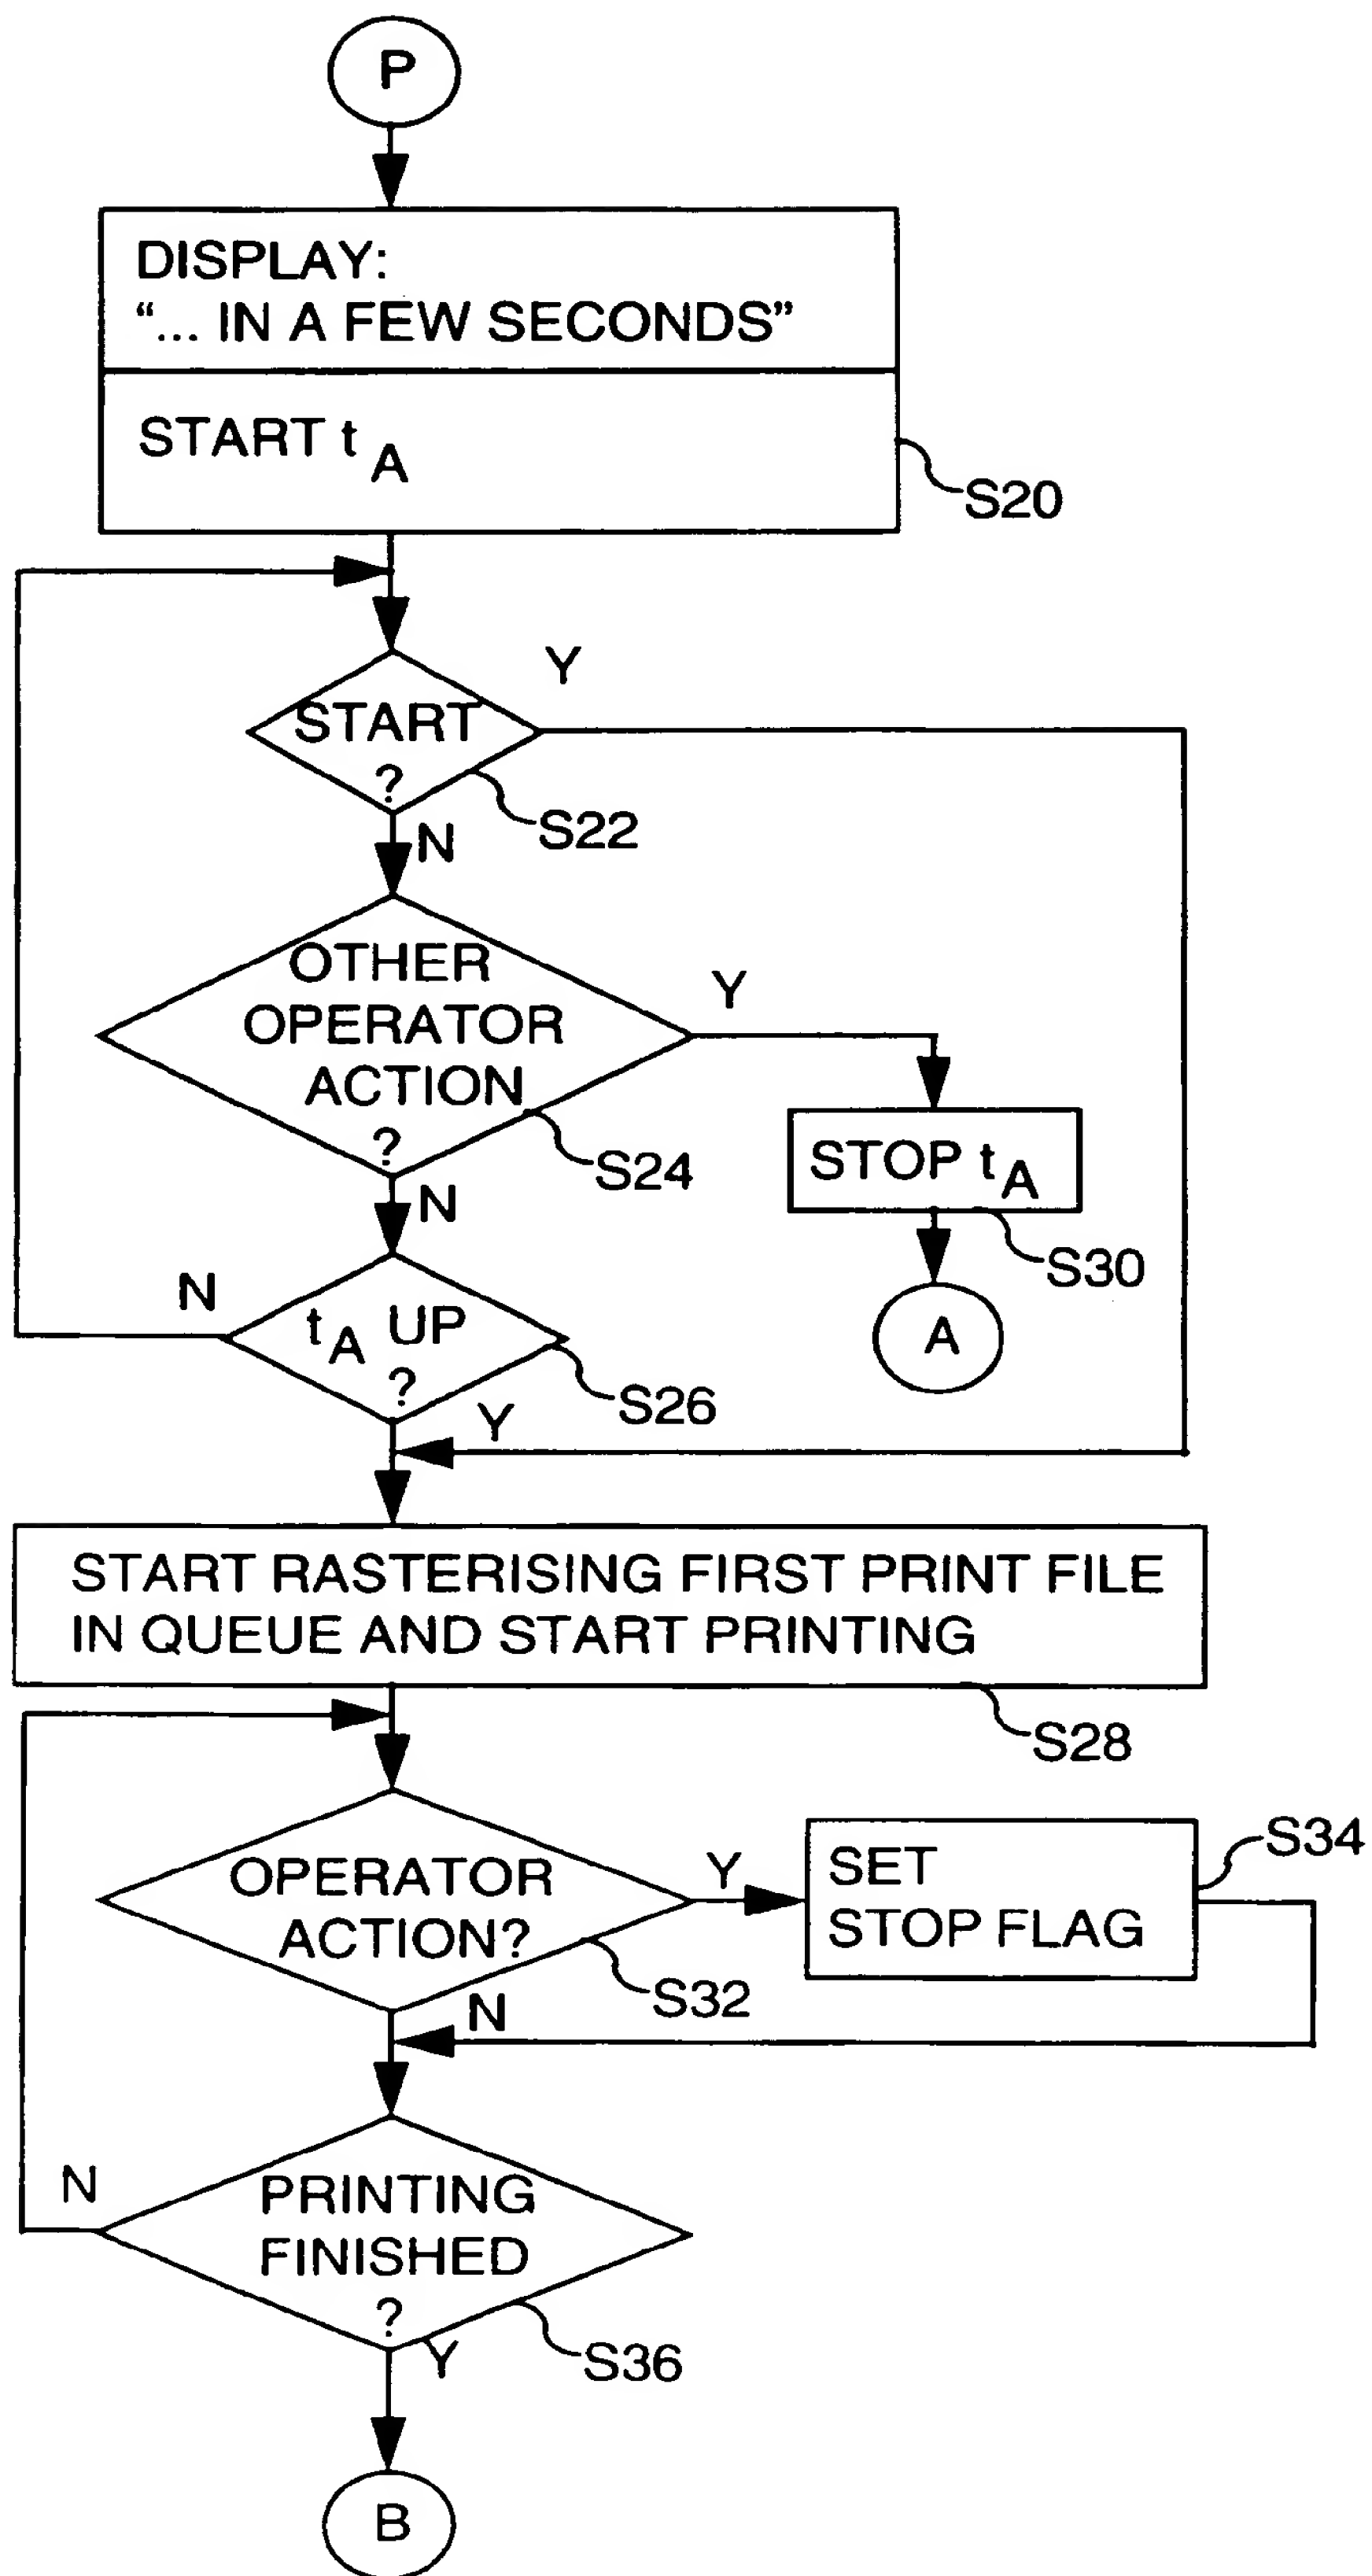 P
DISPLAY:
“... IN A FEW SECONDS”
START tA
S20
START
?
Y
S22
N
OTHER
OPERATOR
ACTION
?
Y
S24
N
STOP tA
S30
A
tA UP
?
N
S26
Y
START RASTERISING FIRST PRINT FILE
IN QUEUE AND START PRINTING
S28
OPERATOR
ACTION?
Y
SET
STOP FLAG
S34
S32
N
PRINTING
FINISHED
?
N
Y
S36
B